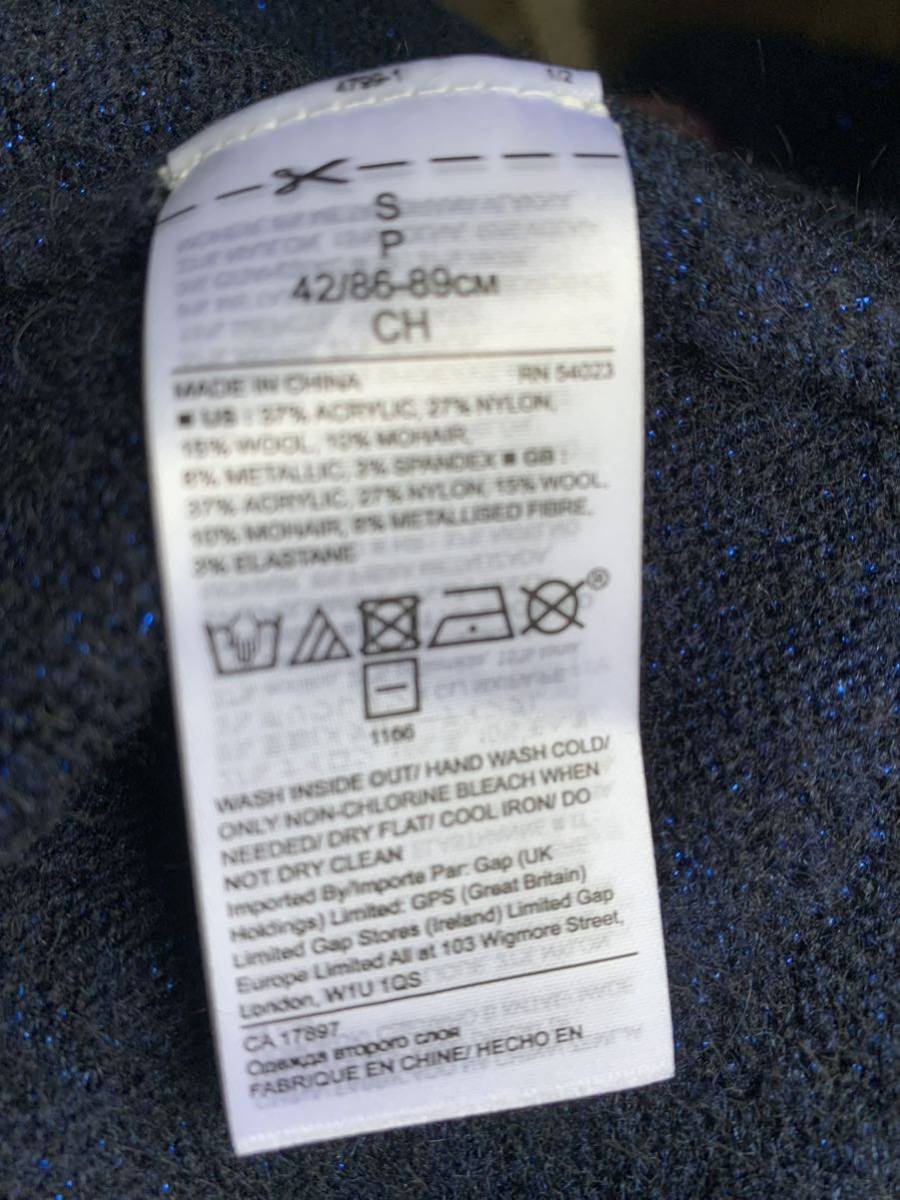 4799-1 1/2
S
P
42/86-89CM
CH
MADE IN CHINA RN 54023
■ US : 37% ACRYLIC, 27% NYLON,
15% WOOL, 10% MOHAIR,
8% METALLIC, 3% SPANDEX ■ GB :
37% ACRYLIC, 27% NYLON, 15% WOOL,
10% MOHAIR, 8% METALLISED FIBRE,
3% ELASTANE
®
1166
WASH INSIDE OUT/ HAND WASH COLD/
ONLY NON-CHLORINE BLEACH WHEN
NEEDED/ DRY FLAT/ COOL IRON/ DO
NOT DRY CLEAN
Imported By/Importe Par: Gap (UK
Holdings) Limited: GPS (Great Britain)
Limited Gap Stores (Ireland) Limited Gap
Europe Limited All at 103 Wigmore Street,
London, W1U 1QS
CA 17897
Одежда второго слоя
FABRIQUE EN CHINE/ HECHO EN